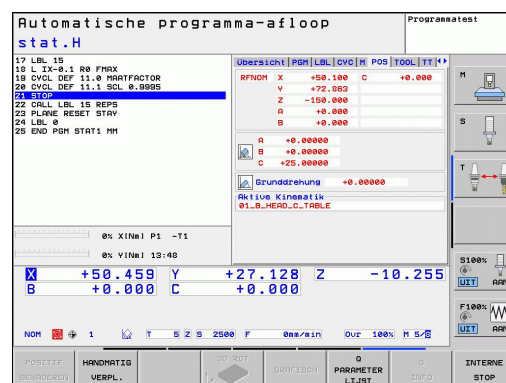 Automatische programma-afloop
Programmatest
stat.H
17 LBL 15
18 L IX-0.1 R0 FMAX
19 CYCL DEF 11.0 MAATFACTOR
20 CYCL DEF 11.1 SCL 0.9995
21 STOP
22 CALL LBL 15 REP5
23 PLANE RESET STAY
24 LBL 0
25 END PGM STAT1 MM
Übersicht PGM LBL CYC M POS TOOL TT
RFNOM X +50.100 C +0.000
Y +72.863
Z -150.000
A +0.000
B +0.000
A +0.00000
B +0.00000
C +25.00000
Grunddrehung +0.00000
Aktive Kinematik
01_B_HEAD_C_TABLE
0% X[Nm] P1 -T1
0% Y[Nm] 13:48
X +50.459 Y +27.128 Z -10.255
B +0.000 C +0.000
NOM 1 T 5 Z S 2500 F 0mm/min Ovr 100% M 5/8
M
S
T
S100%
UIT AAN
F100%
UIT AAN
POSITIE BENADEREN
HANDMATIG VERPL.
3D ROT
GRAFISCH
Q PARAMETER LIJST
Q INFO
INTERNE STOP